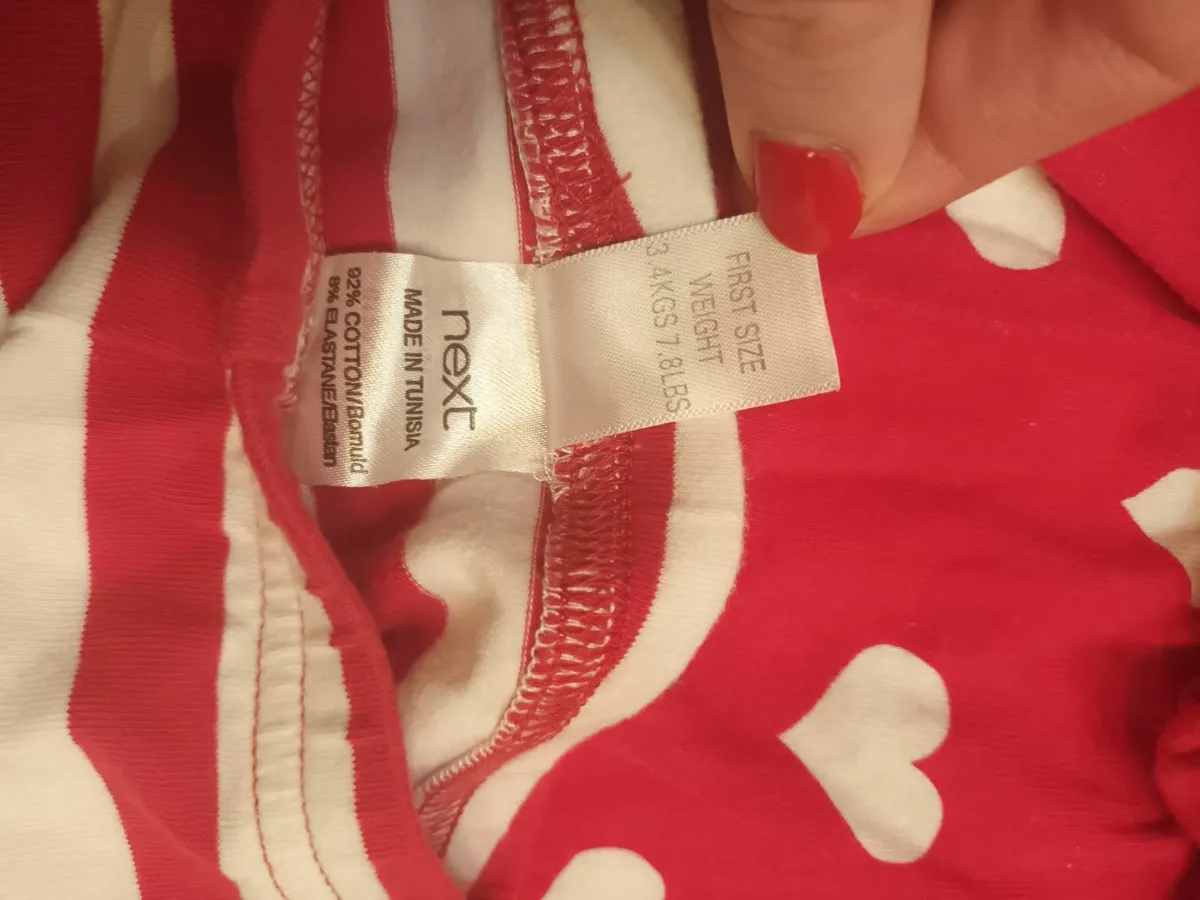 next
MADE IN TUNISIA
92% COTTON/Bomuld
8% ELASTANE/Elastan
FIRST SIZE
WEIGHT
3.4KGS 7.8LBS